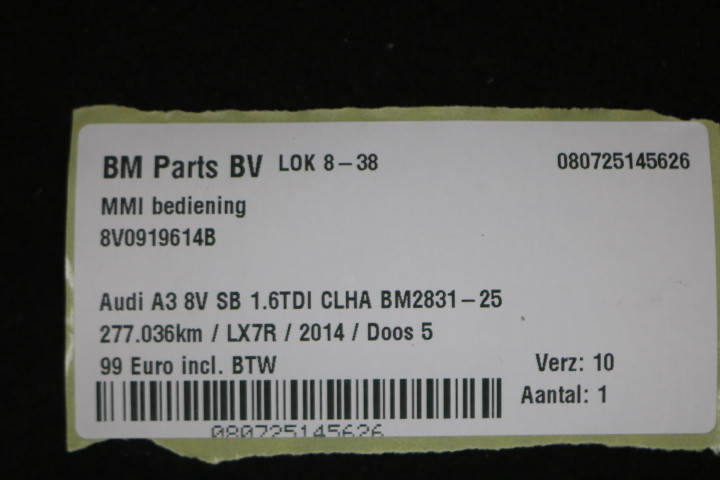 BM Parts BV LOK 8-38 080725145626
MMI bediening
8V0919614B
Audi A3 8V SB 1.6TDI CLHA BM2831-25
277.036km / LX7R / 2014 / Doos 5
99 Euro incl. BTW Verz: 10
Aantal: 1
080725145626